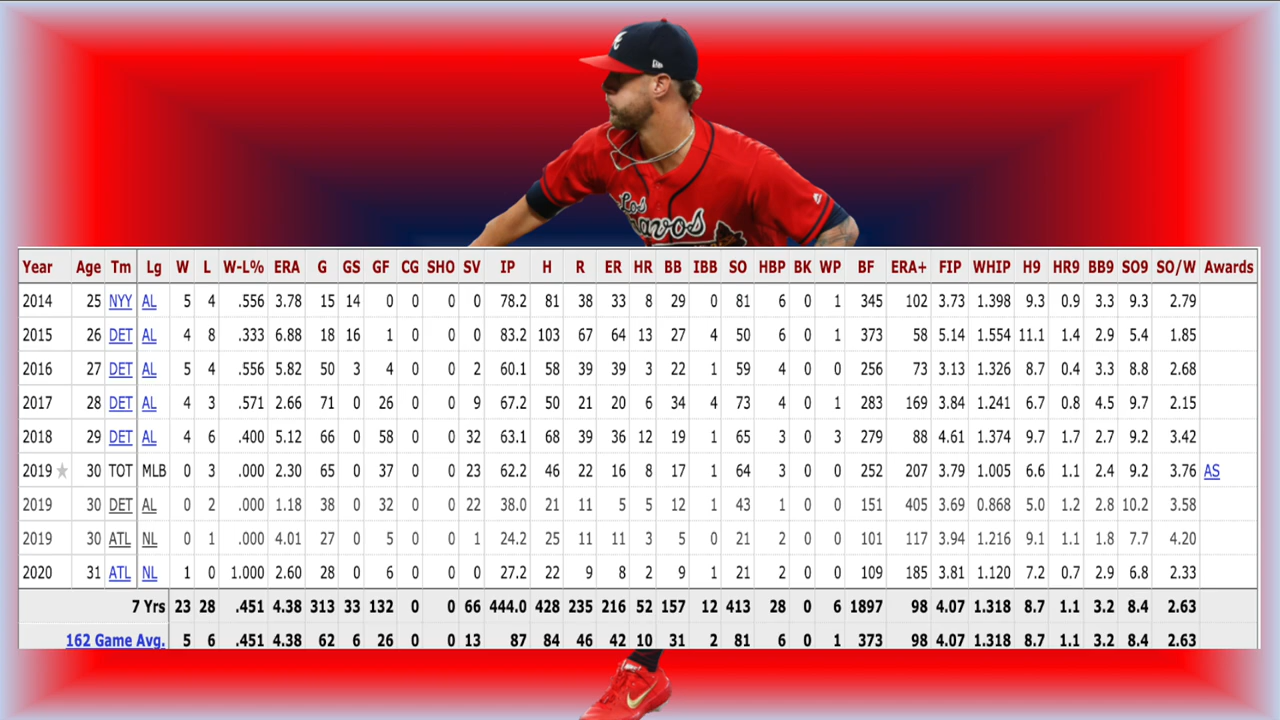 Los
Bravos
Year Age Tm Lg W L W-L% ERA G GS GF CG SHO SV IP H R ER HR BB IBB SO HBP BK WP BF ERA+ FIP WHIP H9 HR9 BB9 SO9 SO/W Awards
2014 25 NYY AL 5 4 .556 3.78 15 14 0 0 0 0 78.2 81 38 33 8 29 0 81 6 0 1 345 102 3.73 1.398 9.3 0.9 3.3 9.3 2.79
2015 26 DET AL 4 8 .333 6.88 18 16 1 0 0 0 83.2 103 67 64 13 27 4 50 6 0 1 373 58 5.14 1.554 11.1 1.4 2.9 5.4 1.85
2016 27 DET AL 5 4 .556 5.82 50 3 4 0 0 2 60.1 58 39 39 3 22 1 59 4 0 0 256 73 3.13 1.326 8.7 0.4 3.3 8.8 2.68
2017 28 DET AL 4 3 .571 2.66 71 0 26 0 0 9 67.2 50 21 20 6 34 4 73 4 0 1 283 169 3.84 1.241 6.7 0.8 4.5 9.7 2.15
2018 29 DET AL 4 6 .400 5.12 66 0 58 0 0 32 63.1 68 39 36 12 19 1 65 3 0 3 279 88 4.61 1.374 9.7 1.7 2.7 9.2 3.42
2019 ★ 30 TOT MLB 0 3 .000 2.30 65 0 37 0 0 23 62.2 46 22 16 8 17 1 64 3 0 0 252 207 3.79 1.005 6.6 1.1 2.4 9.2 3.76 AS
2019 30 DET AL 0 2 .000 1.18 38 0 32 0 0 22 38.0 21 11 5 5 12 1 43 1 0 0 151 405 3.69 0.868 5.0 1.2 2.8 10.2 3.58
2019 30 ATL NL 0 1 .000 4.01 27 0 5 0 0 1 24.2 25 11 11 3 5 0 21 2 0 0 101 117 3.94 1.216 9.1 1.1 1.8 7.7 4.20
2020 31 ATL NL 1 0 1.000 2.60 28 0 6 0 0 0 27.2 22 9 8 2 9 1 21 2 0 0 109 185 3.81 1.120 7.2 0.7 2.9 6.8 2.33
7 Yrs 23 28 .451 4.38 313 33 132 0 0 66 444.0 428 235 216 52 157 12 413 28 0 6 1897 98 4.07 1.318 8.7 1.1 3.2 8.4 2.63
162 Game Avg. 5 6 .451 4.38 62 6 26 0 0 13 87 84 46 42 10 31 2 81 6 0 1 373 98 4.07 1.318 8.7 1.1 3.2 8.4 2.63